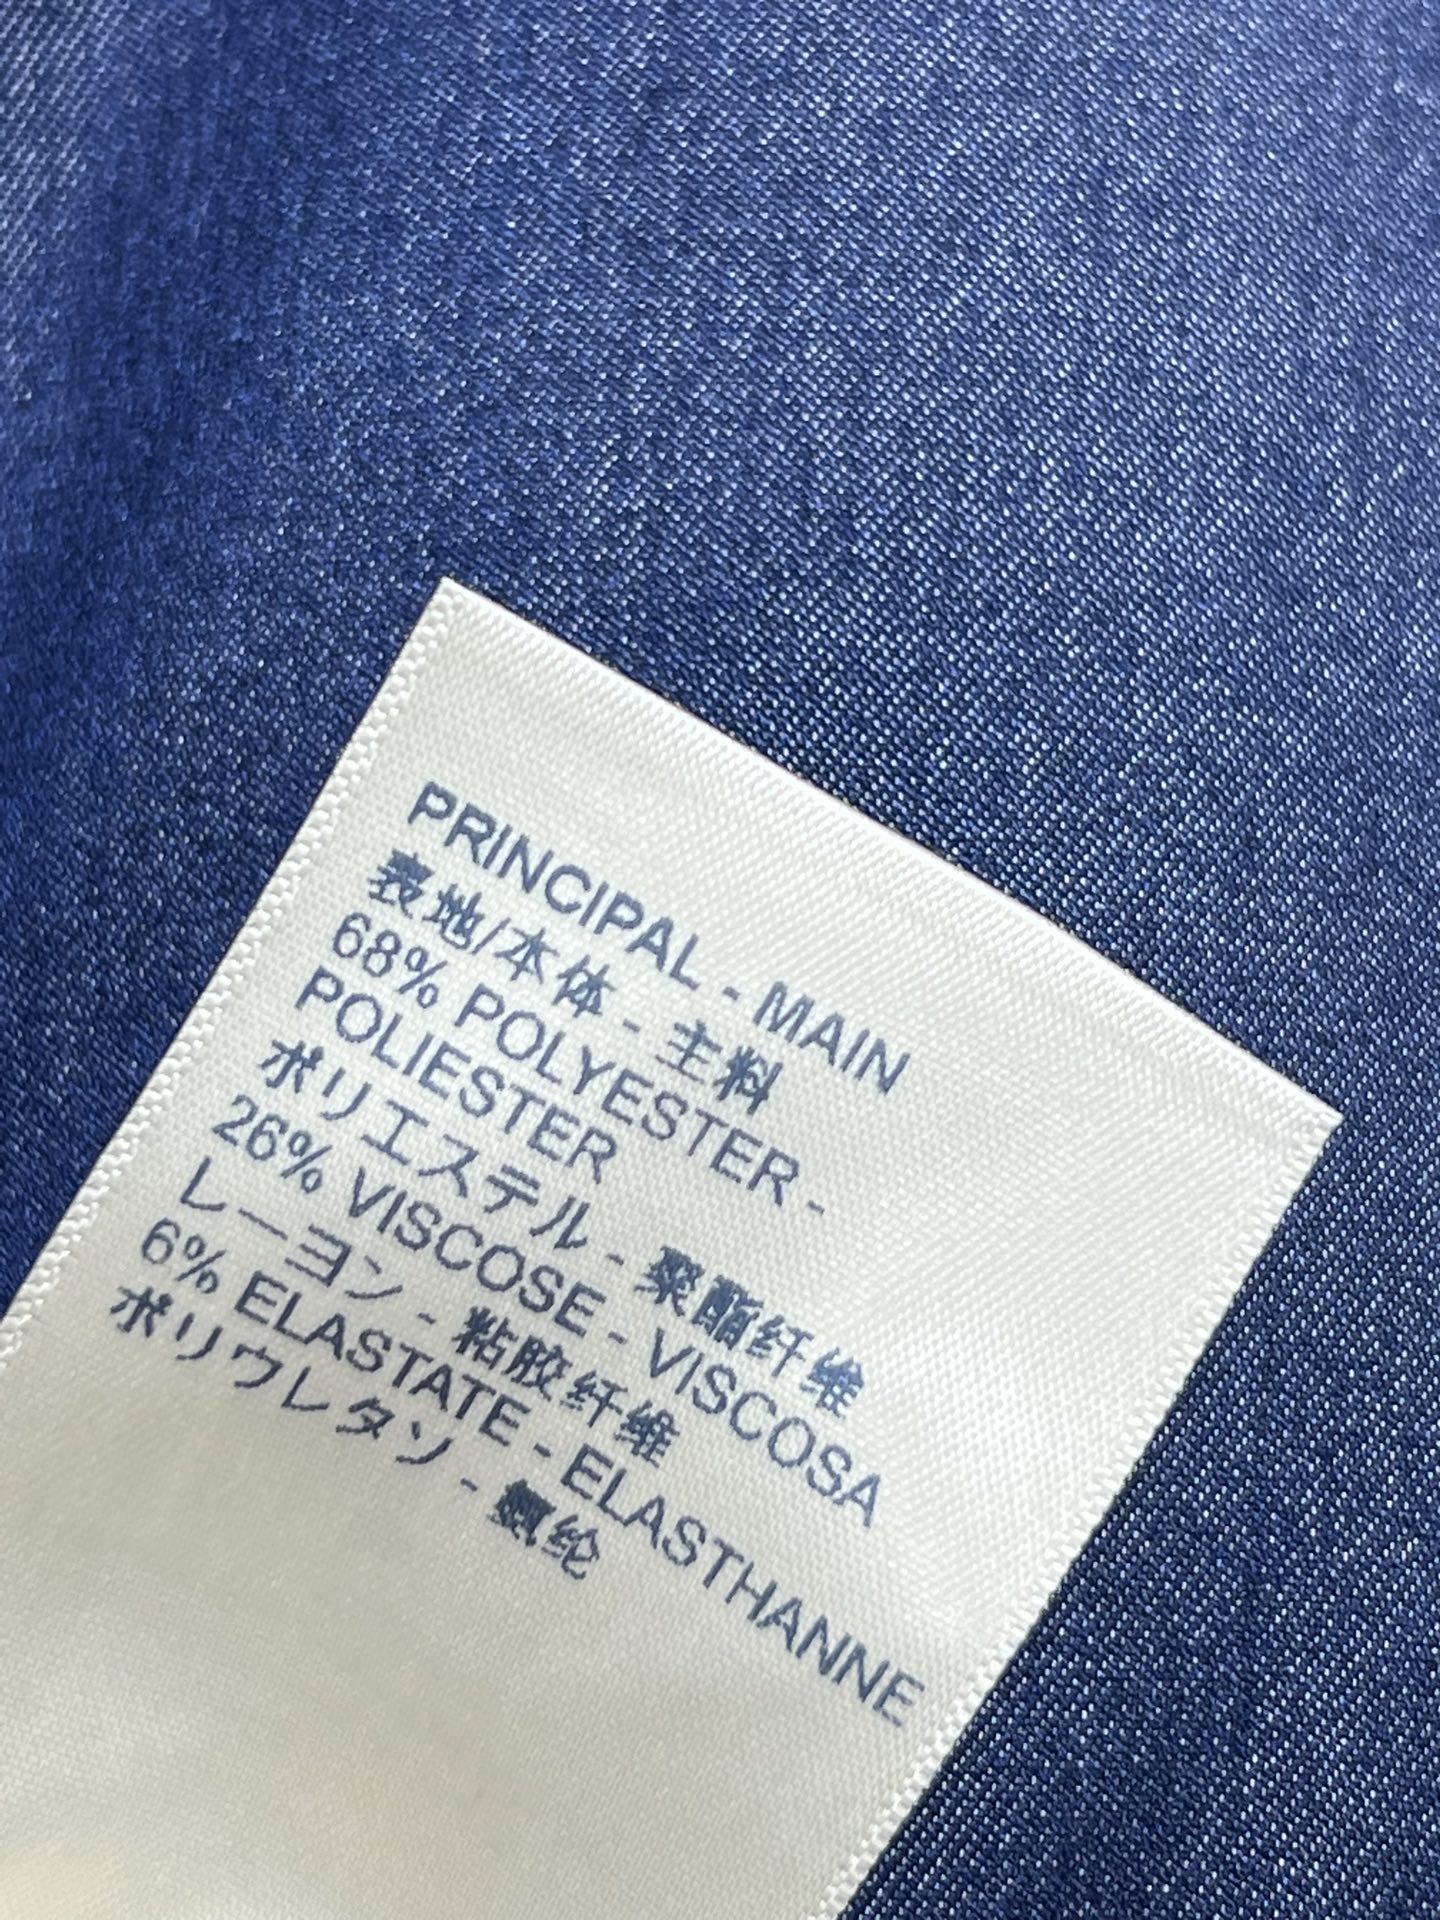 PRINCIPAL - MAIN
表地/本体 - 主料
68% POLYESTER -
POLIESTER
ポリエステル - 聚酯纤维
26% VISCOSE - VISCOSA
レーヨン - 粘胶纤维
6% ELASTATE - ELASTHANNE
ポリウレタン - 氨纶